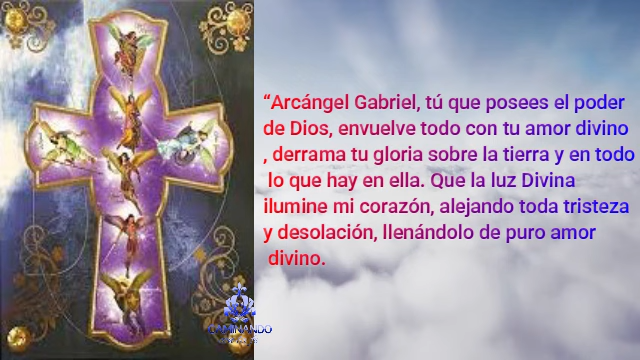 “Arcángel Gabriel, tú que posees el poder
de Dios, envuelve todo con tu amor divino
, derrama tu gloria sobre la tierra y en todo
lo que hay en ella. Que la luz Divina
ilumine mi corazón, alejando toda tristeza
y desolación, llenándolo de puro amor
divino.
CAMINANDO